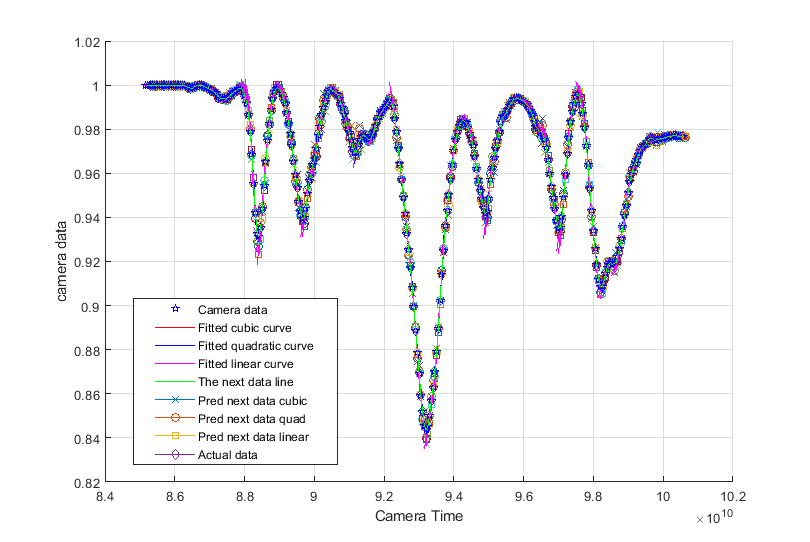 1.02
1
0.98
0.96
0.94
0.92
0.9
0.88
0.86
0.84
0.82
camera data
Camera data
Fitted cubic curve
Fitted quadratic curve
Fitted linear curve
The next data line
Pred next data cubic
Pred next data quad
Pred next data linear
Actual data
8.4 8.6 8.8 9 9.2 9.4 9.6 9.8 10 10.2
Camera Time
×10^10